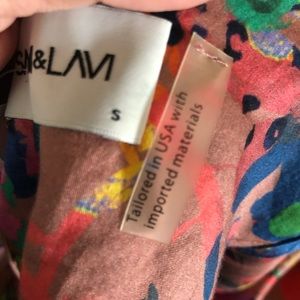 &LAVI
S
Tailored in USA with
imported materials